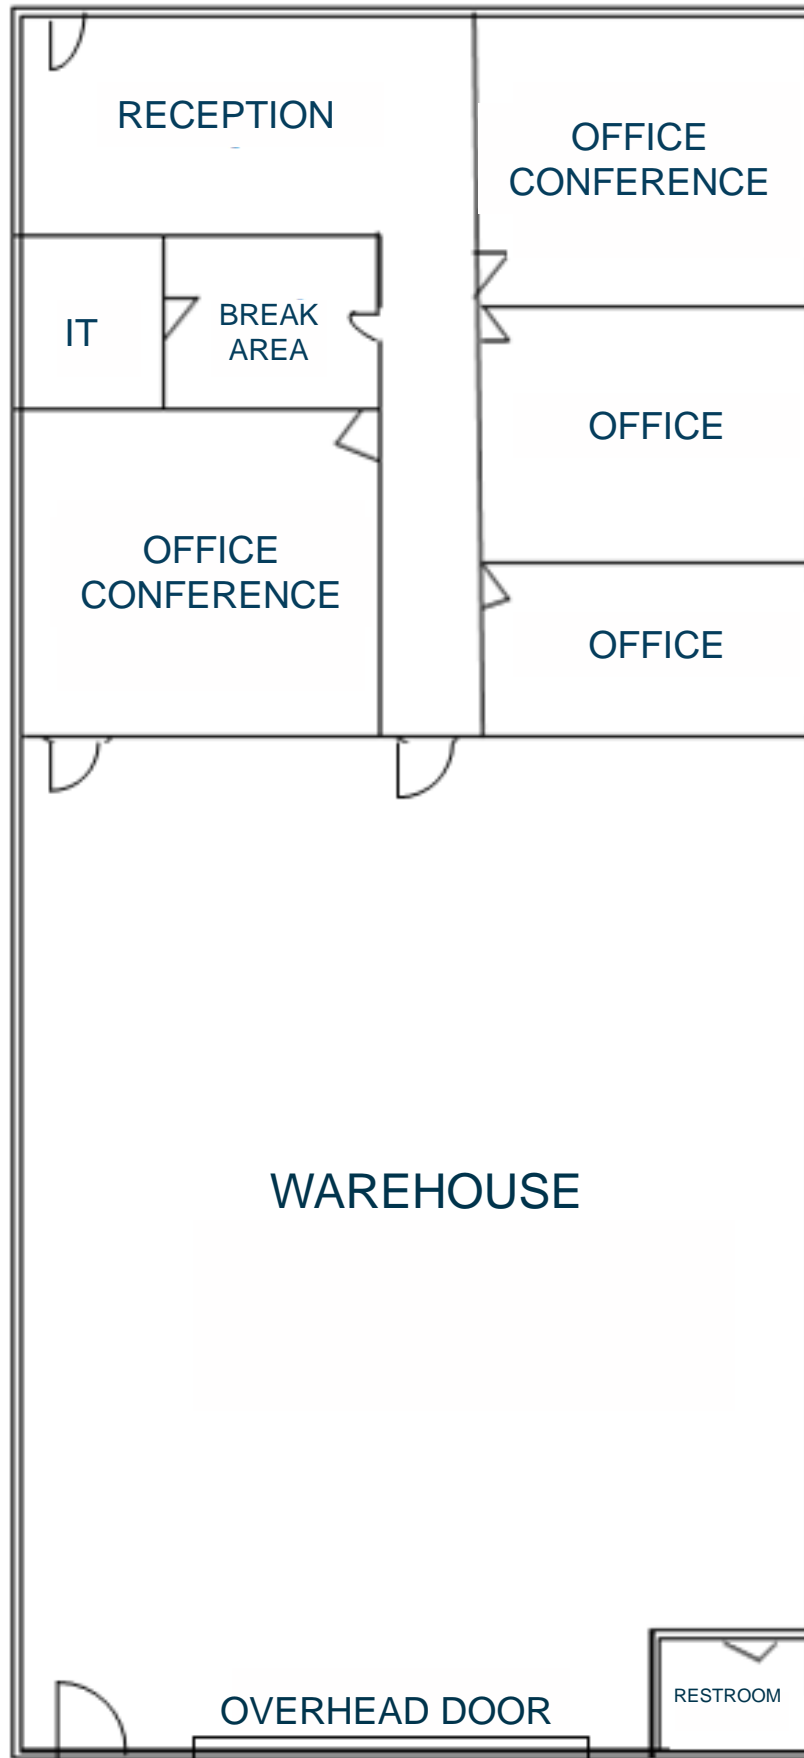 RECEPTION
OFFICE
CONFERENCE
IT
BREAK
AREA
OFFICE
OFFICE
CONFERENCE
OFFICE
WAREHOUSE
OVERHEAD DOOR
RESTROOM